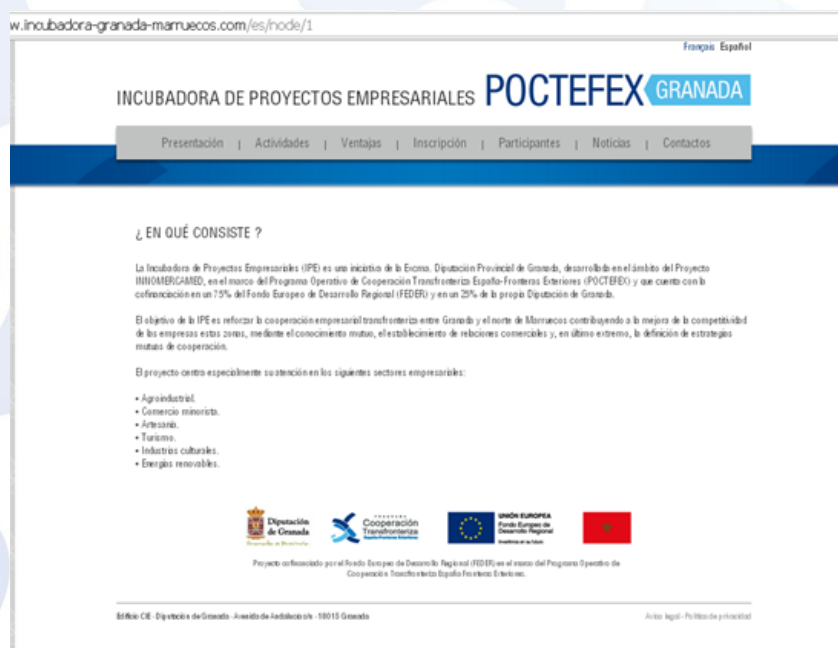 w.incubadora-granada-marruecos.com/es/node/1
Français Español
INCUBADORA DE PROYECTOS EMPRESARIALES POCTEFEX GRANADA
Presentación | Actividades | Ventajas | Inscripción | Participantes | Noticias | Contactos
¿ EN QUÉ CONSISTE ?
La Incubadora de Proyectos Empresariales (IPE) es una iniciativa de la Excma. Diputación Provincial de Granada, desarrollada en el ámbito del Proyecto
INNOMERCAMED, en el marco del Programa Operativo de Cooperación Transfronteriza España-Fronteras Exteriores (POCTEFEX) y que cuenta con la
cofinanciación en un 75% del Fondo Europeo de Desarrollo Regional (FEDER) y en un 25% de la propia Diputación de Granada.
El objetivo de la IPE es reforzar la cooperación empresarial transfronteriza entre Granada y el norte de Marruecos contribuyendo a la mejora de la competitividad
de las empresas estas zonas, mediante el conocimiento mutuo, el establecimiento de relaciones comerciales y, en último extremo, la definición de estrategias
mutuas de cooperación.
El proyecto centra especialmente su atención en los siguientes sectores empresariales:
• Agroindustrial.
• Comercio minorista.
• Artesanía.
• Turismo.
• Industrias culturales.
• Energías renovables.
Diputación
de Granada
Cooperación
Transfronteriza
España-Fronteras Exteriores
UNIÓN EUROPEA
Fondo Europeo de
Desarrollo Regional
Invertimos en su futuro
Proyecto cofinanciado por el Fondo Europeo de Desarrollo Regional (FEDER) en el marco del Programa Operativo de
Cooperación Transfronteriza España Fronteras Exteriores.
Edificio CIE - Diputación de Granada - Avenida de Andalucía s/n - 18015 Granada
Aviso legal - Política de privacidad